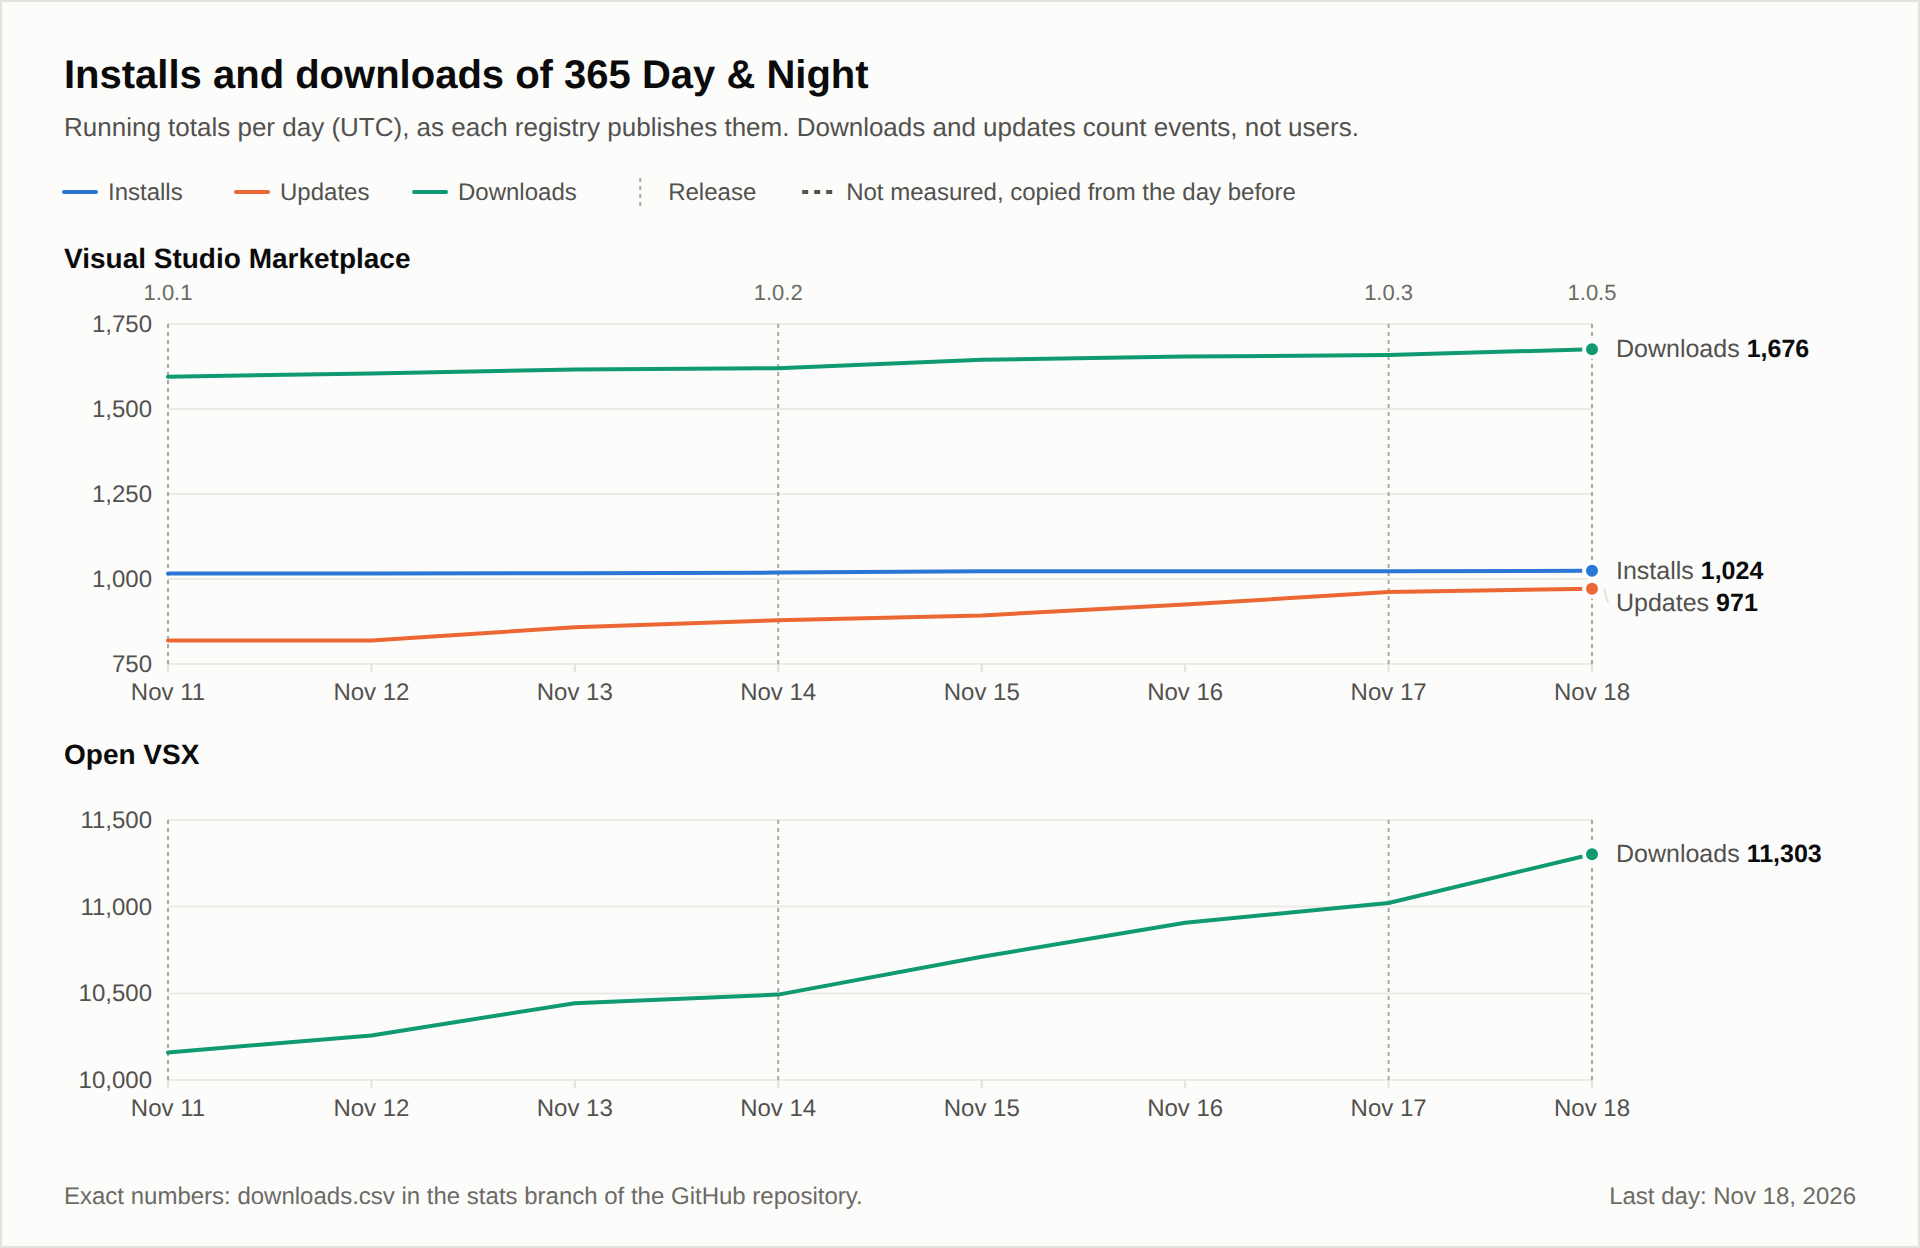 Installs and downloads of 365 Day & Night
Running totals per day (UTC), as each registry publishes them. Downloads and updates count events, not users.
Installs Updates Downloads Release Not measured, copied from the day before
Visual Studio Marketplace
1.0.1 1.0.2 1.0.3 1.0.5
1,750
Downloads 1,676
1,500
1,250
1,000
Installs 1,024
Updates 971
750
Nov 11 Nov 12 Nov 13 Nov 14 Nov 15 Nov 16 Nov 17 Nov 18
Open VSX
11,500
Downloads 11,303
11,000
10,500
10,000
Nov 11 Nov 12 Nov 13 Nov 14 Nov 15 Nov 16 Nov 17 Nov 18
Exact numbers: downloads.csv in the stats branch of the GitHub repository.
Last day: Nov 18, 2026